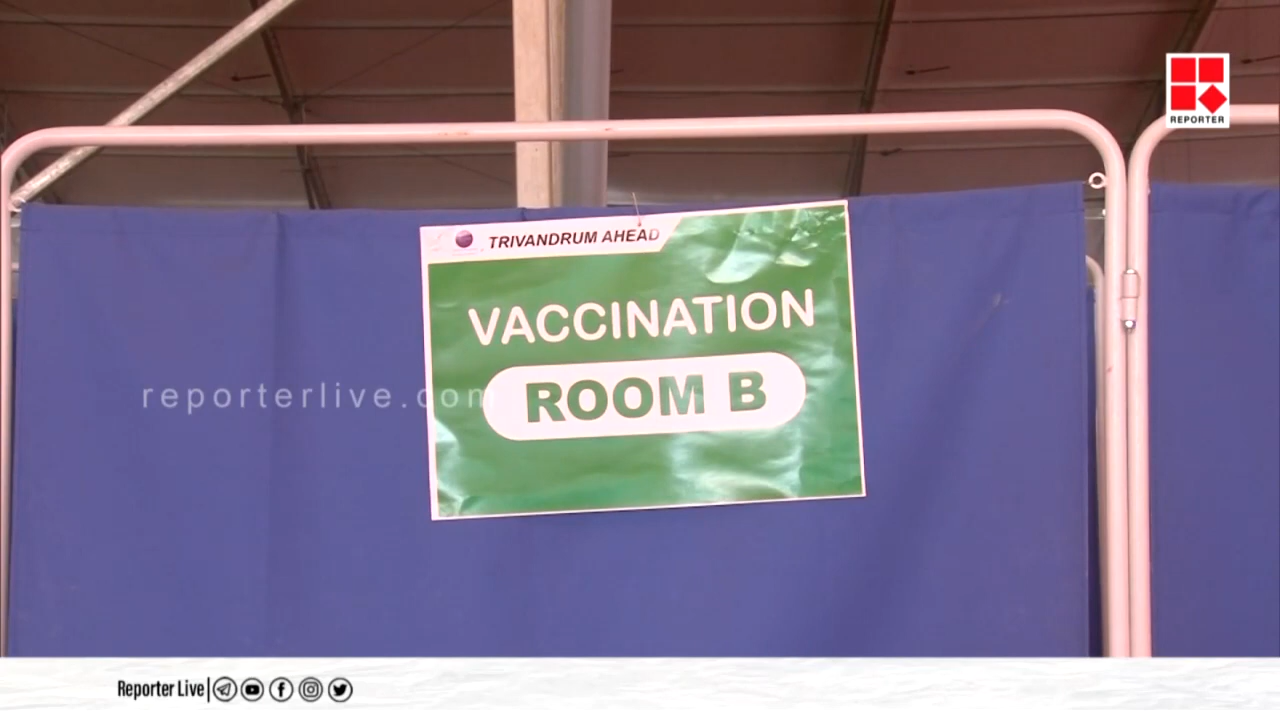 REPORTER
TRIVANDRUM AHEAD
VACCINATION
ROOM B
reporterlive.com
Reporter Live